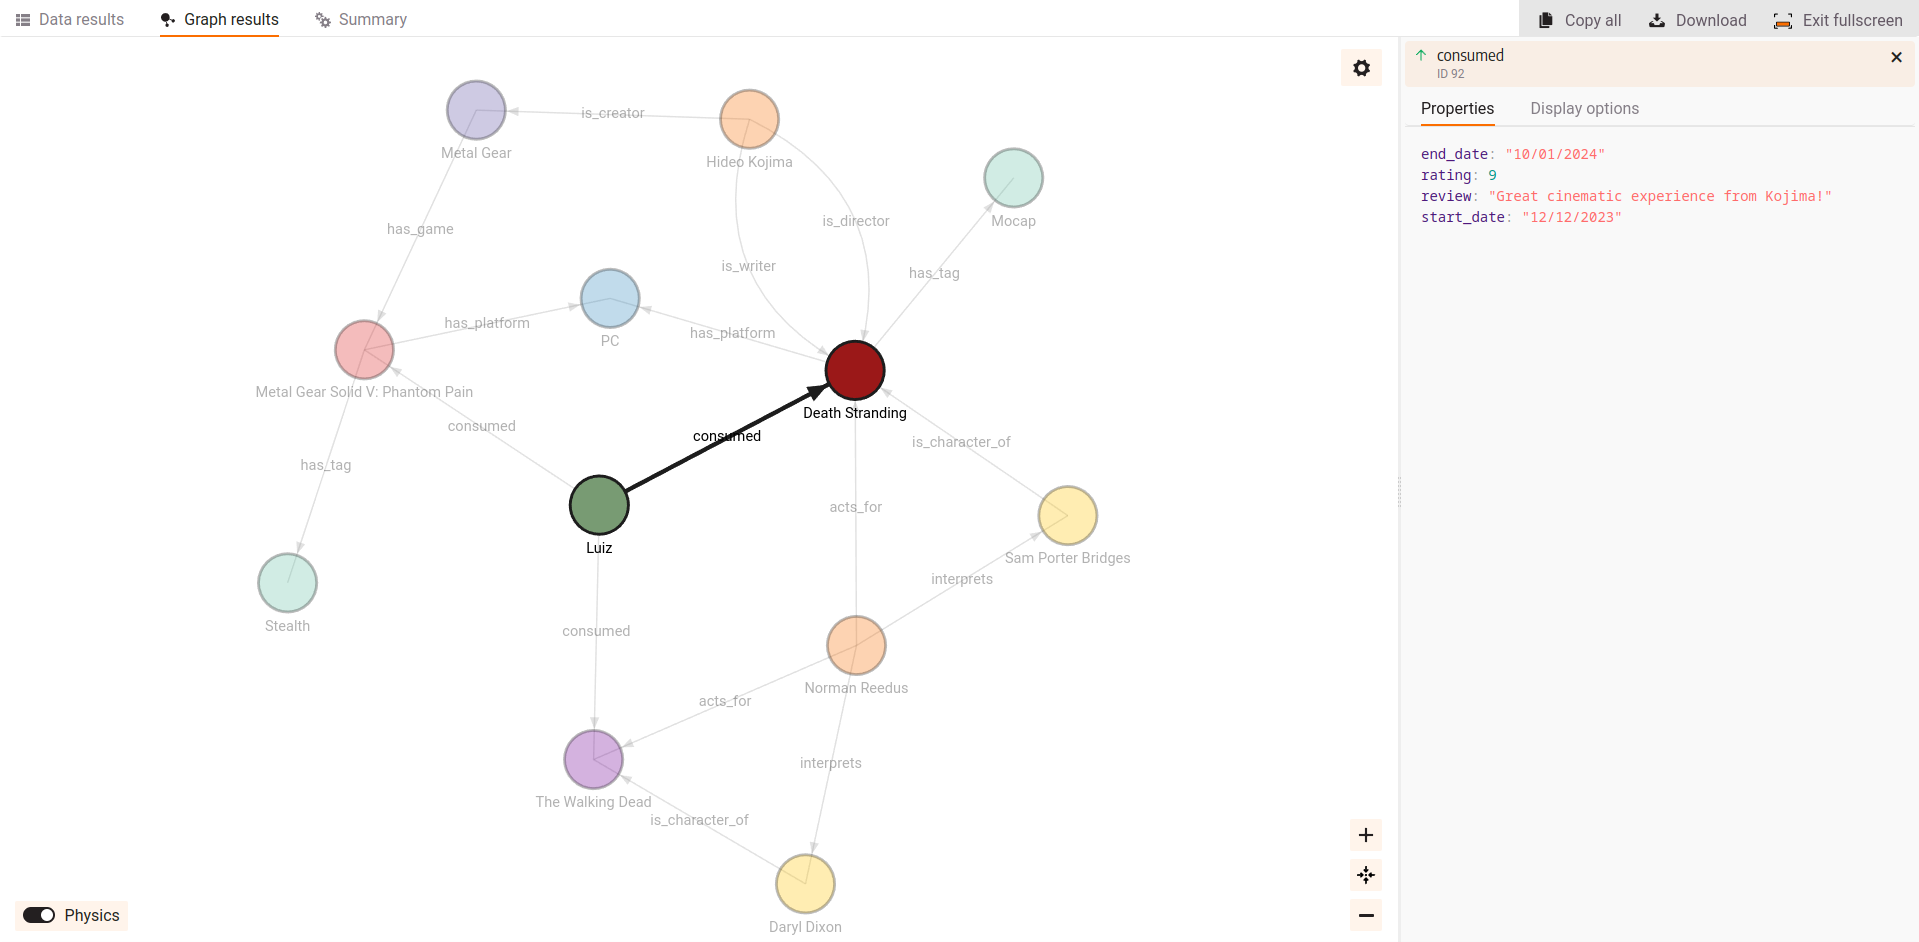 Data results
Graph results
Summary
Copy all
Download
Exit fullscreen
consumed
ID 92
Properties
Display options
end_date: "10/01/2024"
rating: 9
review: "Great cinematic experience from Kojima!"
start_date: "12/12/2023"
is_creator
Metal Gear
Hideo Kojima
Mocap
is_director
has_game
is_writer
has_tag
has_platform
has_platform
PC
Metal Gear Solid V: Phantom Pain
Death Stranding
consumed
consumed
is_character_of
has_tag
acts_for
Luiz
Sam Porter Bridges
interprets
Stealth
consumed
Norman Reedus
acts_for
interprets
The Walking Dead
is_character_of
Daryl Dixon
Physics